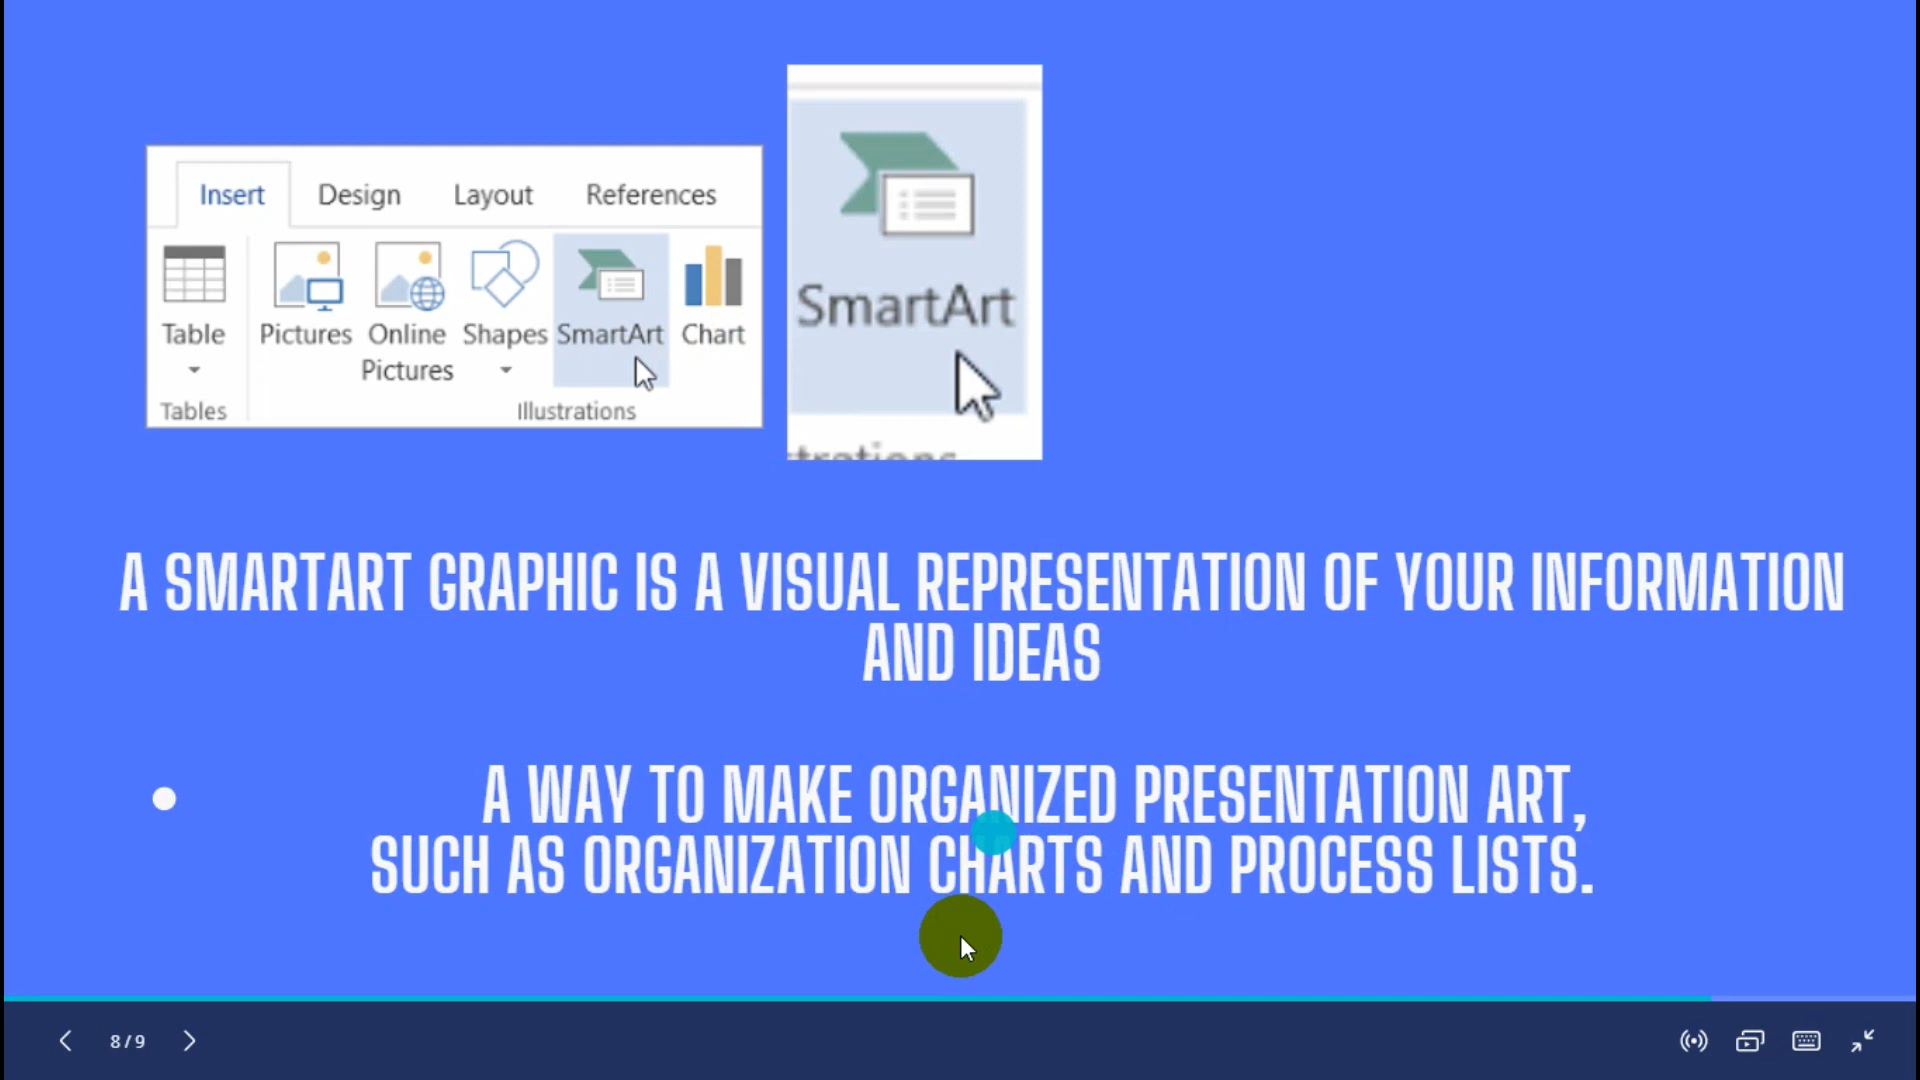 Insert Design Layout References
Table Pictures Online Pictures Shapes SmartArt Chart
Tables Illustrations
SmartArt
trations
A SMARTART GRAPHIC IS A VISUAL REPRESENTATION OF YOUR INFORMATION
AND IDEAS
A WAY TO MAKE ORGANIZED PRESENTATION ART,
SUCH AS ORGANIZATION CHARTS AND PROCESS LISTS.
8/9